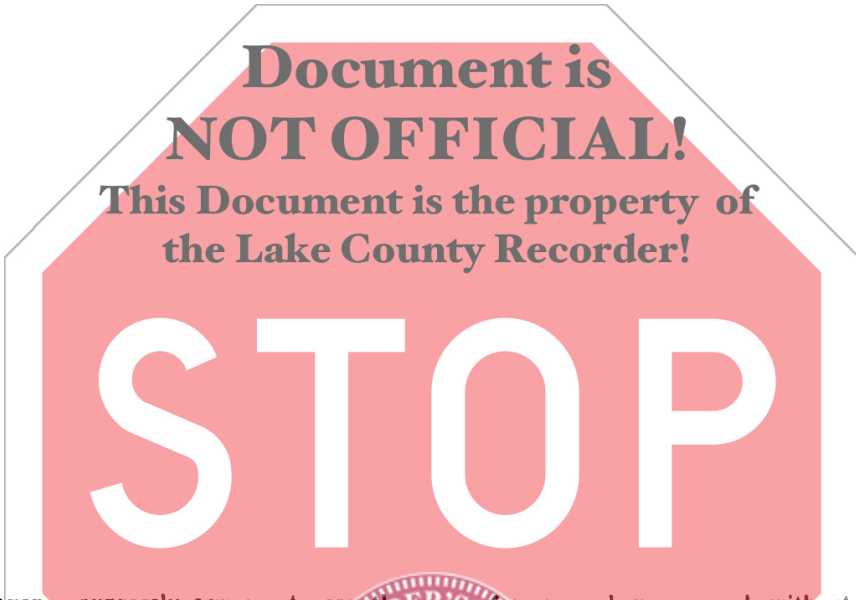 Document is
NOT OFFICIAL!
This Document is the property of
the Lake County Recorder!
STOP